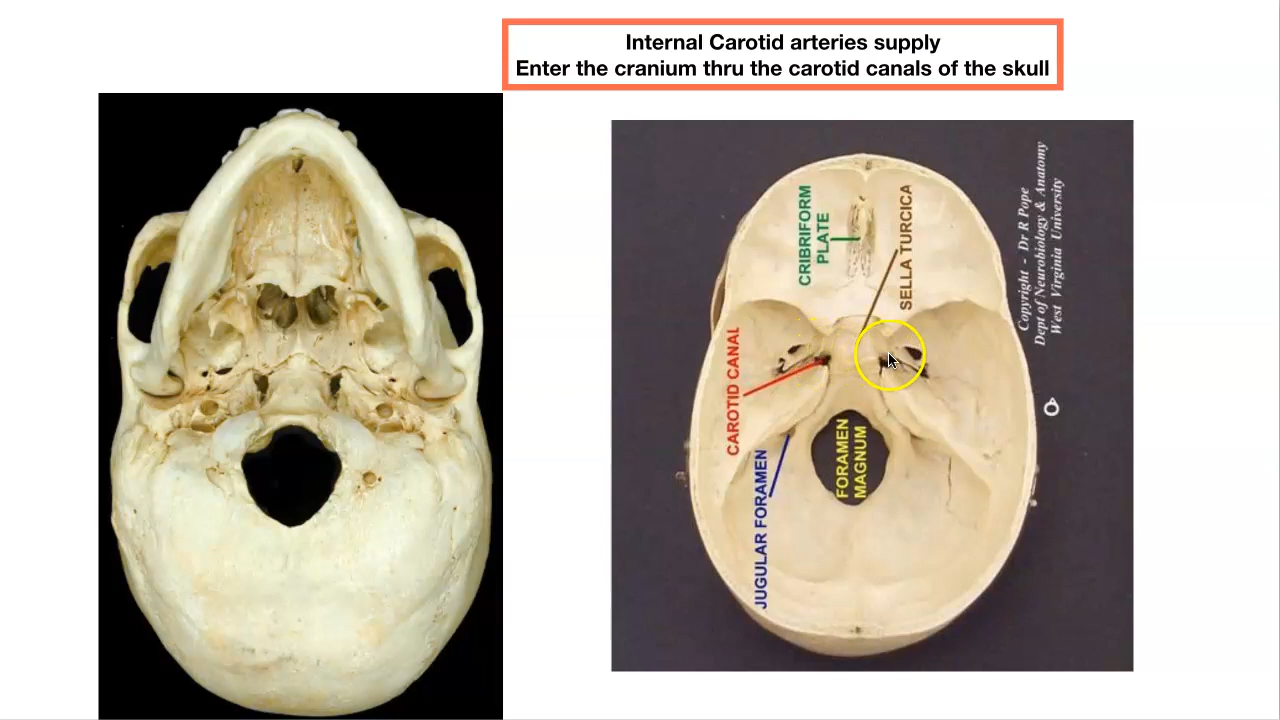 Internal Carotid arteries supply
Enter the cranium thru the carotid canals of the skull
CRIBRIFORM
PLATE
SELLA TURCICA
Copyright - Dr R Pope
Dept of Neurobiology & Anatomy
West Virginia University
CAROTID CANAL
JUGULAR FORAMEN
FORAMEN
MAGNUM